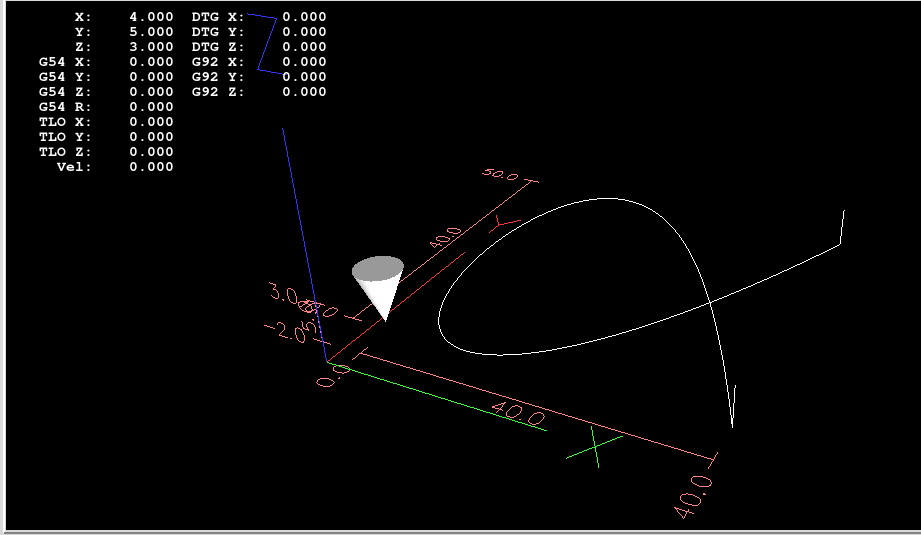 X: 4.000 DTG X: 0.000
Y: 5.000 DTG Y: 0.000
Z: 3.000 DTG Z: 0.000
G54 X: 0.000 G92 X: 0.000
G54 Y: 0.000 G92 Y: 0.000
G54 Z: 0.000 G92 Z: 0.000
G54 R: 0.000
TLO X: 0.000
TLO Y: 0.000
TLO Z: 0.000
Vel: 0.000
Z
50.0
Y
40.0
3.0
-2.0
0.0
40.0
X
40.0